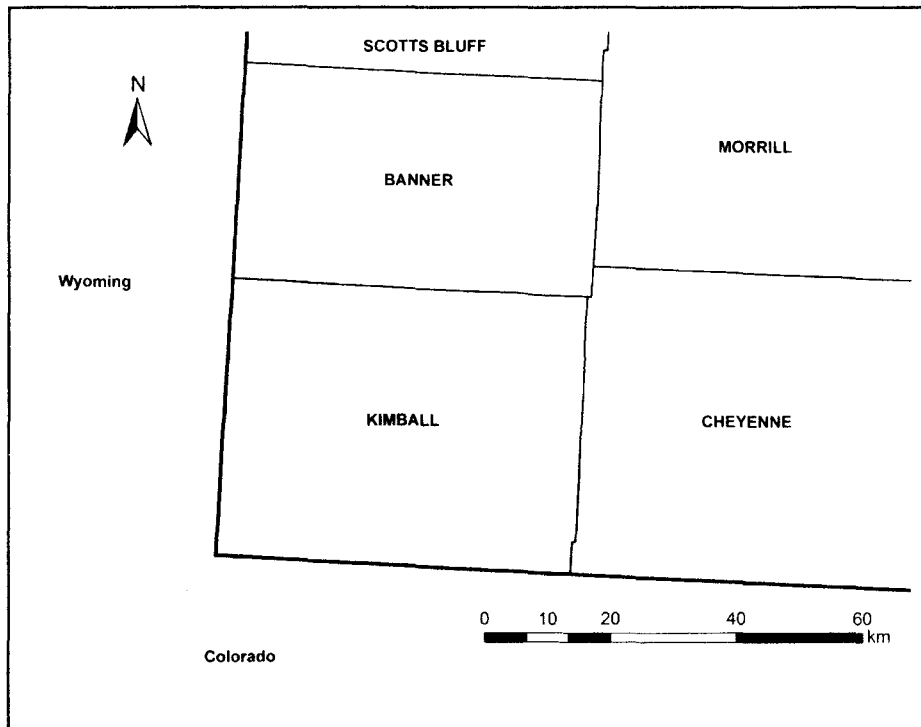 SCOTTS BLUFF
N
MORRILL
BANNER
Wyoming
KIMBALL
CHEYENNE
0 10 20 40 60
km
Colorado